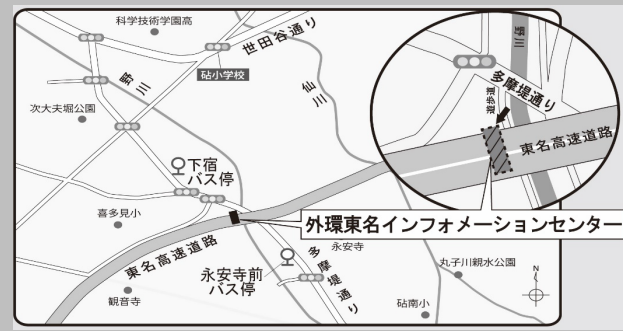 科学技術学園高
世田谷通り
砧小学校
野川
仙川
次大夫堀公園
下宿
バス停
喜多見小
東名高速道路
観音寺
永安寺前
バス停
多摩堤通り
永安寺
砧南小
丸子川親水公園
N
野川
多摩堤通り
遊歩道
東名高速道路
外環東名インフォメーションセンター